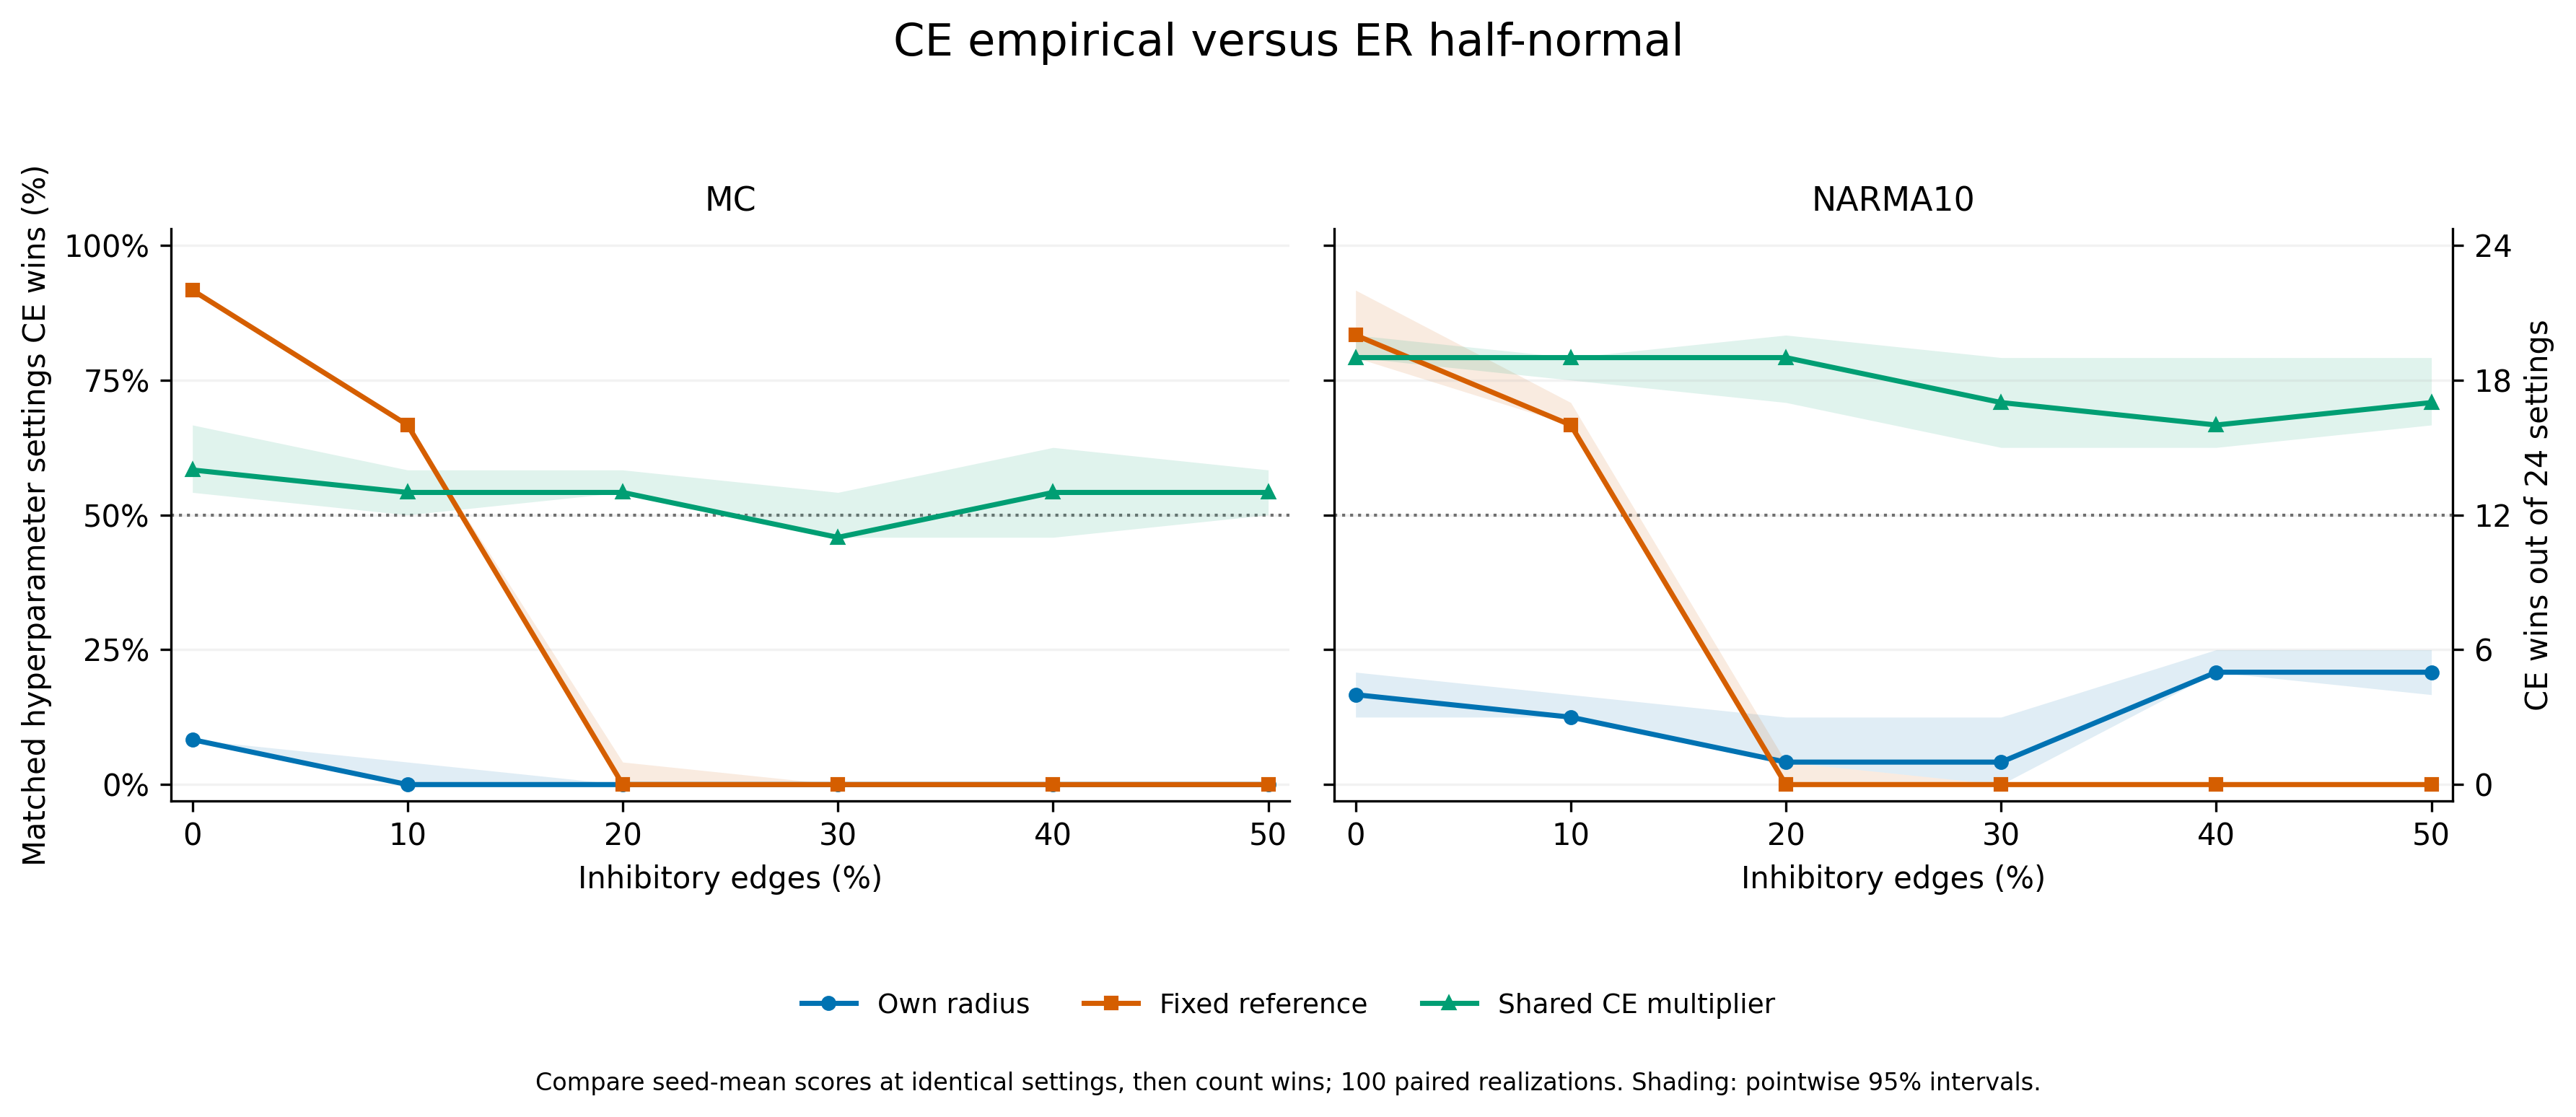 CE empirical versus ER half-normal
MC
NARMA10
Matched hyperparameter settings CE wins (%)
100%
75%
50%
25%
0%
0 10 20 30 40 50
Inhibitory edges (%)
0 10 20 30 40 50
Inhibitory edges (%)
24
18
12
6
0
CE wins out of 24 settings
Own radius
Fixed reference
Shared CE multiplier
Compare seed-mean scores at identical settings, then count wins; 100 paired realizations. Shading: pointwise 95% intervals.